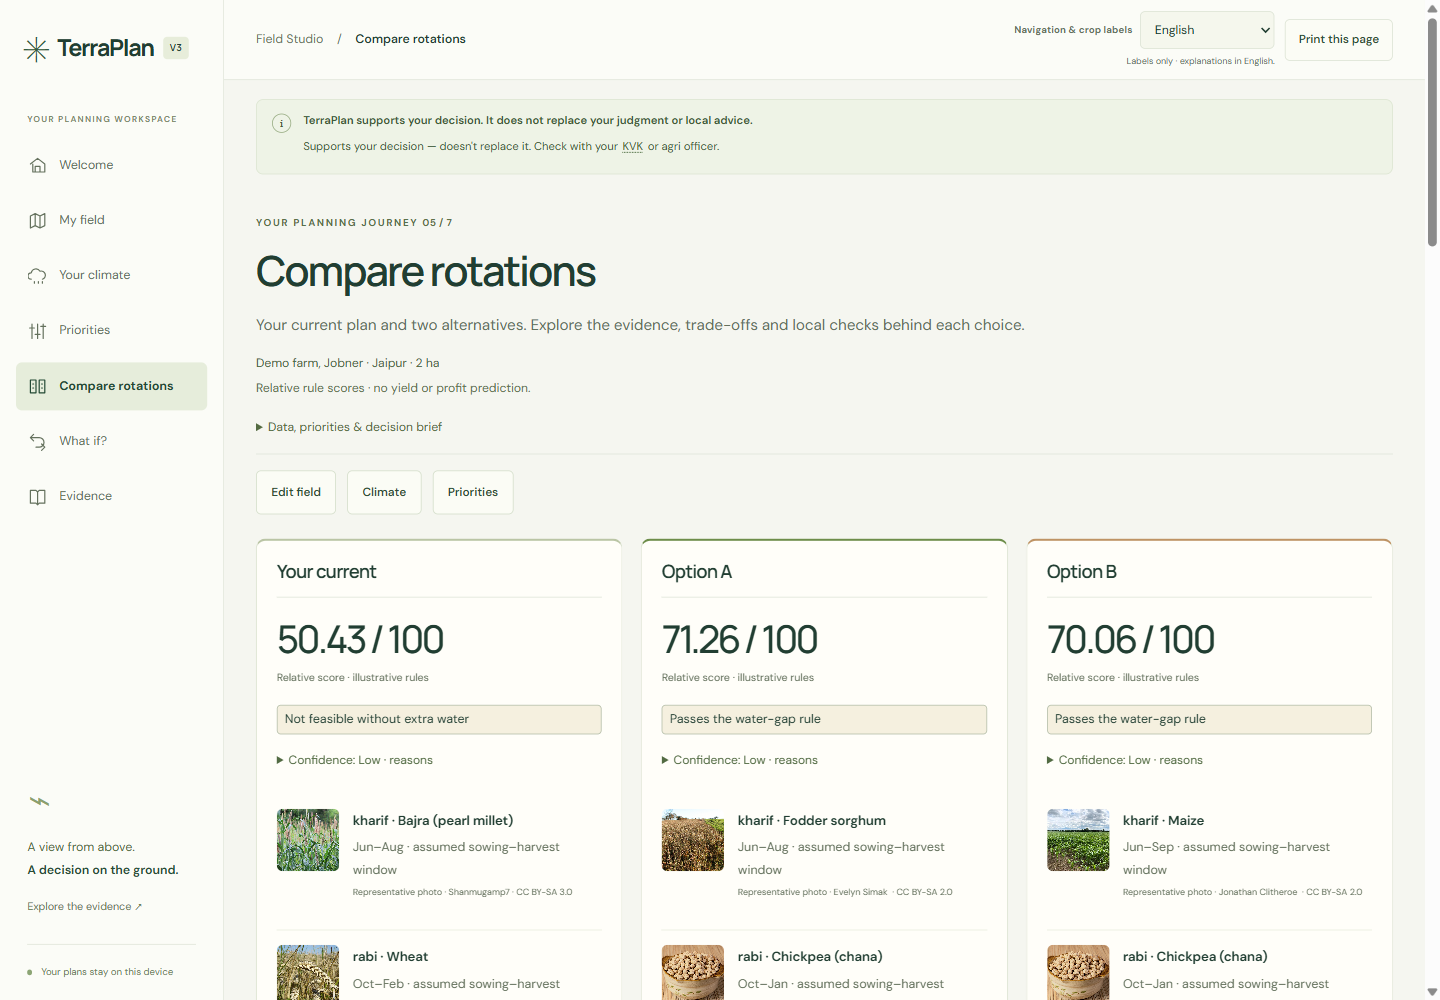 TerraPlan V3
YOUR PLANNING WORKSPACE
Welcome
My field
Your climate
Priorities
Compare rotations
What if?
Evidence
A view from above.
A decision on the ground.
Explore the evidence ↗
Your plans stay on this device
Field Studio / Compare rotations
Navigation & crop labels
English
Labels only · explanations in English.
Print this page
i
TerraPlan supports your decision. It does not replace your judgment or local advice.
Supports your decision — doesn't replace it. Check with your KVK or agri officer.
YOUR PLANNING JOURNEY 05 / 7
Compare rotations
Your current plan and two alternatives. Explore the evidence, trade-offs and local checks behind each choice.
Demo farm, Jobner · Jaipur · 2 ha
Relative rule scores · no yield or profit prediction.
Data, priorities & decision brief
Edit field
Climate
Priorities
Your current
50.43 / 100
Relative score · illustrative rules
Not feasible without extra water
Confidence: Low · reasons
kharif · Bajra (pearl millet)
Jun–Aug · assumed sowing–harvest
window
Representative photo · Shanmugamp7 · CC BY-SA 3.0
rabi · Wheat
Oct–Feb · assumed sowing–harvest
Option A
71.26 / 100
Relative score · illustrative rules
Passes the water-gap rule
Confidence: Low · reasons
kharif · Fodder sorghum
Jun–Aug · assumed sowing–harvest
window
Representative photo · Evelyn Simak · CC BY-SA 2.0
rabi · Chickpea (chana)
Oct–Jan · assumed sowing–harvest
Option B
70.06 / 100
Relative score · illustrative rules
Passes the water-gap rule
Confidence: Low · reasons
kharif · Maize
Jun–Sep · assumed sowing–harvest
window
Representative photo · Jonathan Clitheroe · CC BY-SA 2.0
rabi · Chickpea (chana)
Oct–Jan · assumed sowing–harvest